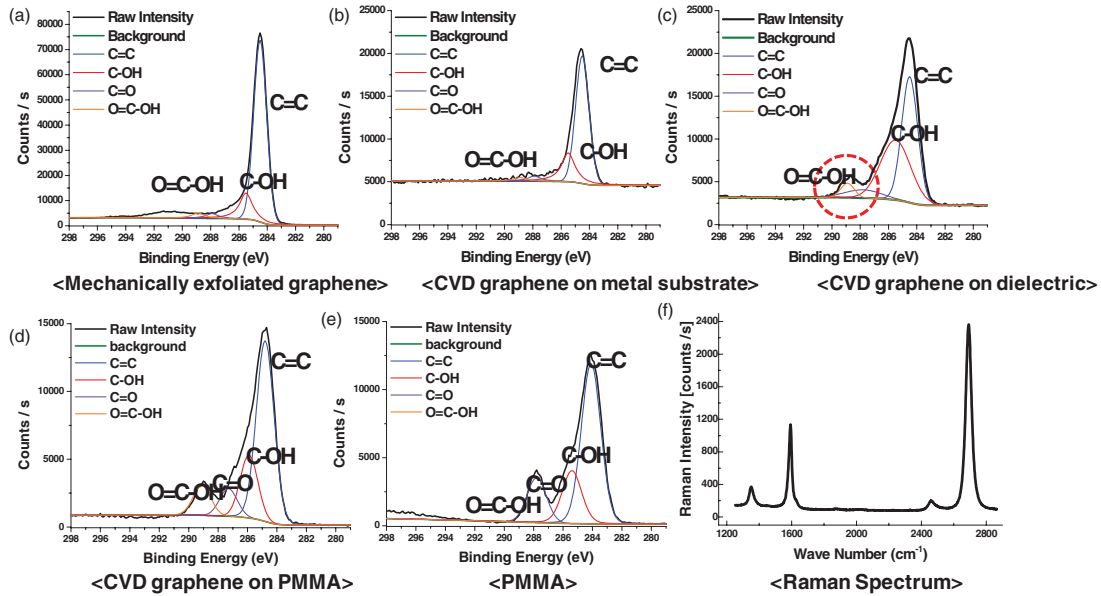 (a)
80000
70000
60000
50000
40000
30000
20000
10000
0
Counts / s
Raw Intensity
Background
C=C
C-OH
C=O
O=C-OH
C=C
O=C-OH
C-OH
298 296 294 292 290 288 286 284 282 280
Binding Energy (eV)
<Mechanically exfoliated graphene>
(b)
25000
20000
15000
10000
5000
0
Counts / s
Raw Intensity
Background
C=C
C-OH
C=O
O=C-OH
C=C
O=C-OH
C-OH
298 296 294 292 290 288 286 284 282 280
Binding Energy (eV)
<CVD graphene on metal substrate>
(c)
25000
20000
15000
10000
5000
0
Counts / s
Raw Intensity
Background
C=C
C-OH
C=O
O=C-OH
C=C
C-OH
O=C-OH
298 296 294 292 290 288 286 284 282 280
Binding Energy (eV)
<CVD graphene on dielectric>
(d)
15000
10000
5000
0
Counts / s
Raw Intensity
background
C=C
C-OH
C=O
O=C-OH
C=C
C-OH
C=O
O=C-OH
298 296 294 292 290 288 286 284 282 280
Binding Energy (eV)
<CVD graphene on PMMA>
(e)
15000
10000
5000
0
Counts / s
Raw Intensity
background
C=C
C-OH
C=O
O=C-OH
C=C
C-OH
C=O
O=C-OH
298 296 294 292 290 288 286 284 282 280
Binding Energy (eV)
<PMMA>
(f)
2400
2000
1600
1200
800
400
0
Raman Intensity [counts /s]
1200 1600 2000 2400 2800
Wave Number (cm⁻¹)
<Raman Spectrum>